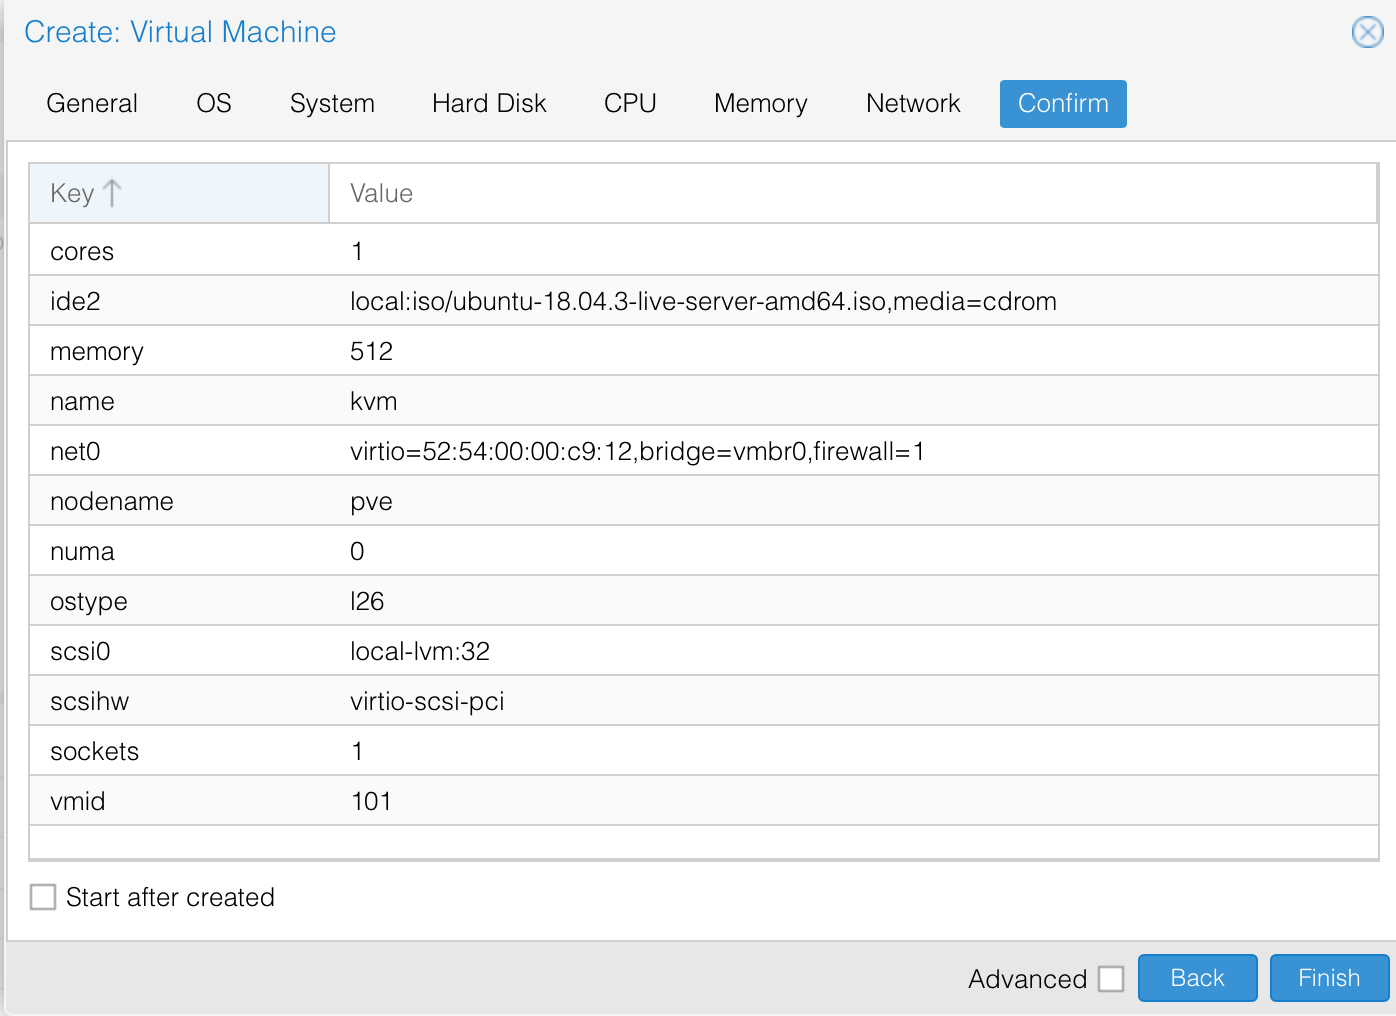 Create: Virtual Machine
General OS System Hard Disk CPU Memory Network Confirm
Key Value
cores 1
ide2 local:iso/ubuntu-18.04.3-live-server-amd64.iso,media=cdrom
memory 512
name kvm
net0 virtio=52:54:00:00:c9:12,bridge=vmbr0,firewall=1
nodename pve
numa 0
ostype l26
scsi0 local-lvm:32
scsihw virtio-scsi-pci
sockets 1
vmid 101
Start after created
Advanced Back Finish